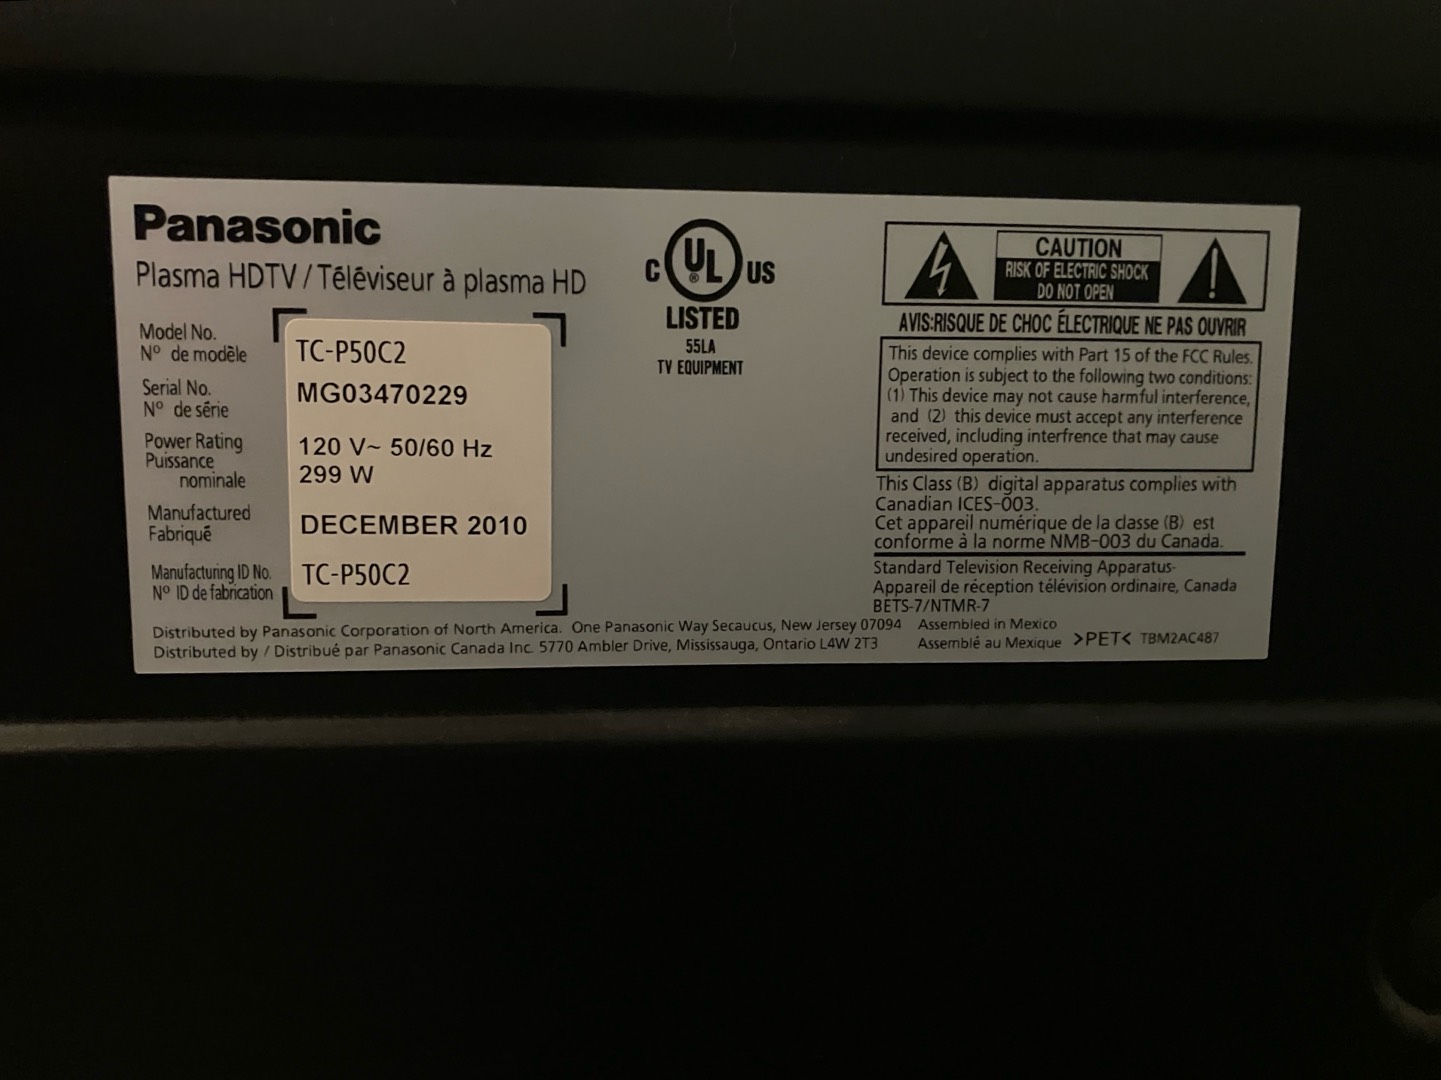 Panasonic
Plasma HDTV / Téléviseur à plasma HD
Model No.
Nº de modèle
TC-P50C2
Serial No.
Nº de série
MG03470229
Power Rating
Puissance
nominale
120 V~ 50/60 Hz
299 W
Manufactured
Fabriqué
DECEMBER 2010
Manufacturing ID No.
Nº ID de fabrication
TC-P50C2
C UL ® US
LISTED
55LA
TV EQUIPMENT
CAUTION
RISK OF ELECTRIC SHOCK
DO NOT OPEN
AVIS:RISQUE DE CHOC ÉLECTRIQUE NE PAS OUVRIR
This device complies with Part 15 of the FCC Rules.
Operation is subject to the following two conditions:
(1) This device may not cause harmful interference,
and (2) this device must accept any interference
received, including interfrence that may cause
undesired operation.
This Class (B) digital apparatus complies with
Canadian ICES-003.
Cet appareil numérique de la classe (B) est
conforme à la norme NMB-003 du Canada.
Standard Television Receiving Apparatus-
Appareil de réception télévision ordinaire, Canada
BETS-7/NTMR-7
Distributed by Panasonic Corporation of North America. One Panasonic Way Secaucus, New Jersey 07094
Distributed by / Distribué par Panasonic Canada Inc. 5770 Ambler Drive, Mississauga, Ontario L4W 2T3
Assembled in Mexico
Assemblé au Mexique >PET< TBM2AC487